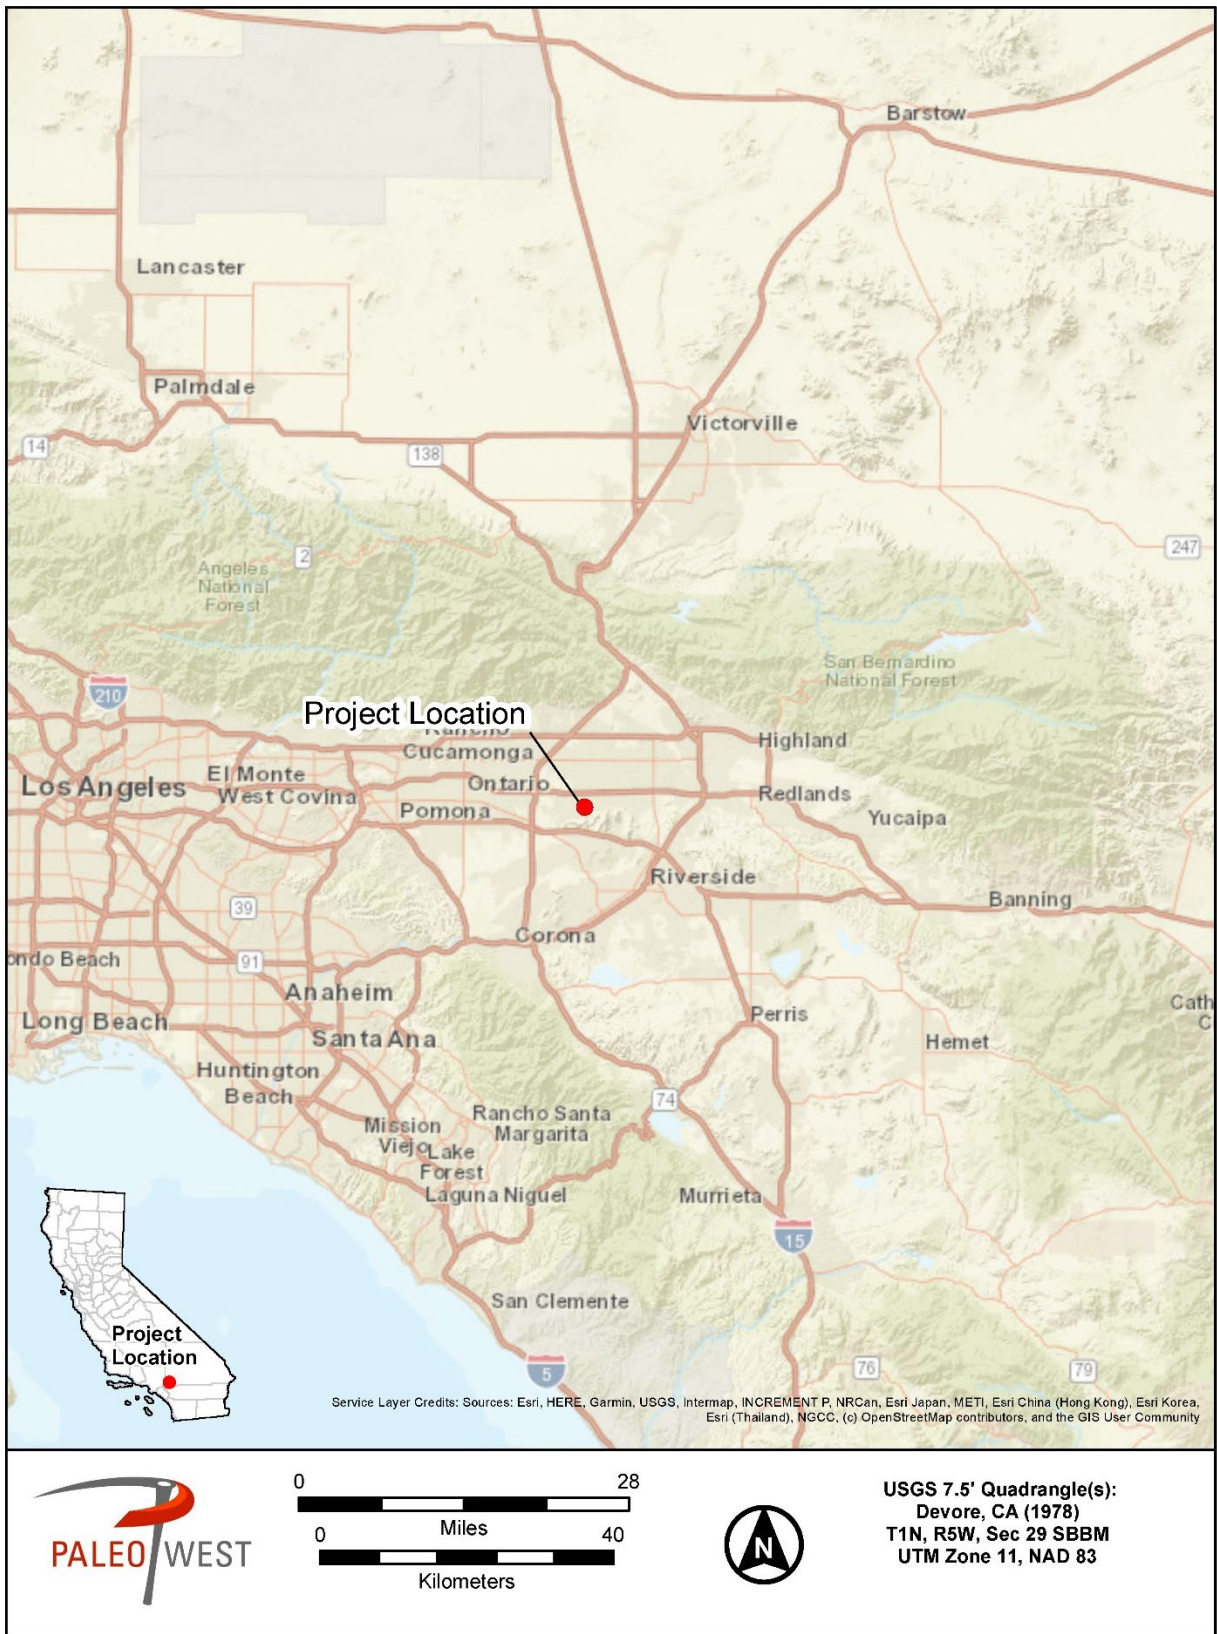 Barstow
Lancaster
Palmdale
Victorville
14
138
247
2
Angeles
National
Forest
San Bernardino
National Forest
210
Project Location
Rancho
Cucamonga
Highland
El Monte
Ontario
Los Angeles
West Covina
Redlands
Pomona
Yucaipa
Riverside
Banning
39
Corona
91
ondo Beach
Anaheim
Cath
C
Long Beach
Perris
Santa Ana
Hemet
Huntington
Beach
74
Rancho Santa
Margarita
Mission
Viejo
Lake
Forest
Laguna Niguel
Murrieta
15
San Clemente
Project
Location
5
76
79
Service Layer Credits: Sources: Esri, HERE, Garmin, USGS, Intermap, INCREMENT P, NRCan, Esri Japan, METI, Esri China (Hong Kong), Esri Korea,
Esri (Thailand), NGCC, (c) OpenStreetMap contributors, and the GIS User Community
PALEO WEST
0 28
Miles
0 40
Kilometers
N
USGS 7.5' Quadrangle(s):
Devore, CA (1978)
T1N, R5W, Sec 29 SBBM
UTM Zone 11, NAD 83